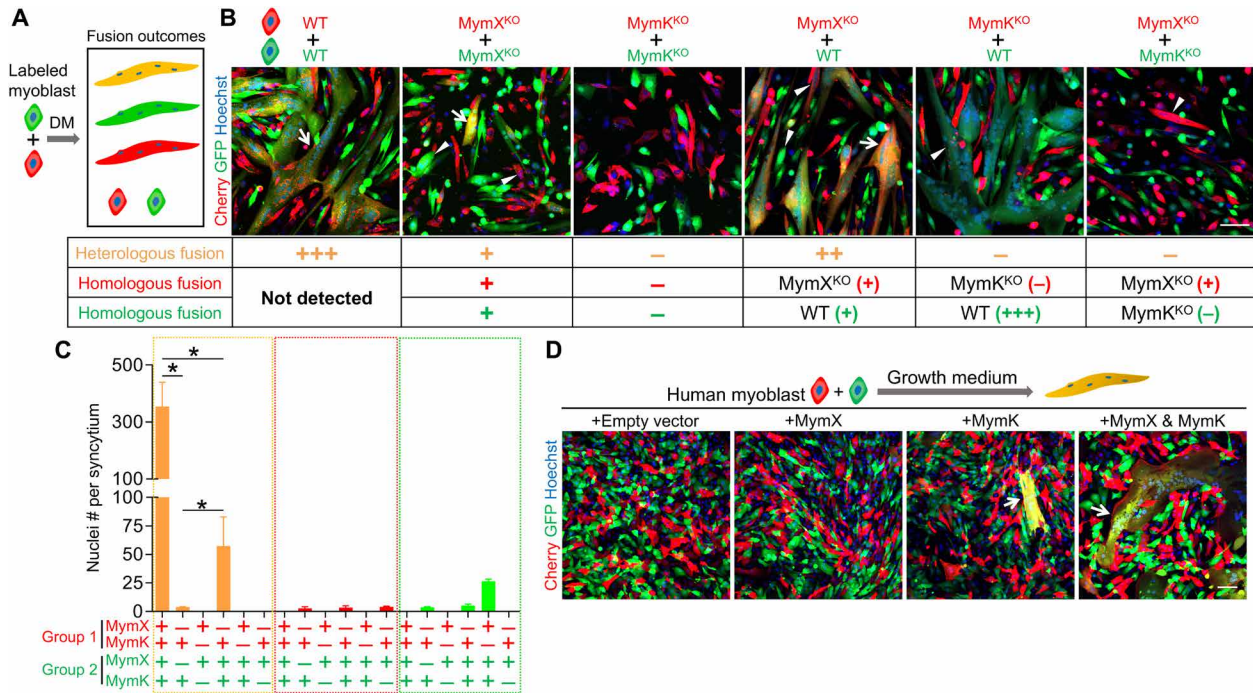 A
Fusion outcomes
Labeled
myoblast
+
DM
B
WT
+
WT
MymX^KO
+
MymX^KO
MymK^KO
+
MymK^KO
MymX^KO
+
WT
MymK^KO
+
WT
MymX^KO
+
MymK^KO
Cherry GFP Hoechst
Heterologous fusion +++ + – ++ – –
Homologous fusion Not detected + – MymX^KO (+) MymK^KO (–) MymX^KO (+)
Homologous fusion + – WT (+) WT (+++) MymK^KO (–)
C
Nuclei # per syncytium
500
300
100
100
75
50
25
0
* *
*
Group 1
MymX + – + – + – + – + – + – + – + – + –
MymK + + – + – + + + – + – + + + – + – +
Group 2
MymX + – + + + + + – + + + + + – + + + +
MymK + + – + + – + + – + + – + + – + + –
D
Human myoblast + Growth medium
+Empty vector +MymX +MymK +MymX & MymK
Cherry GFP Hoechst